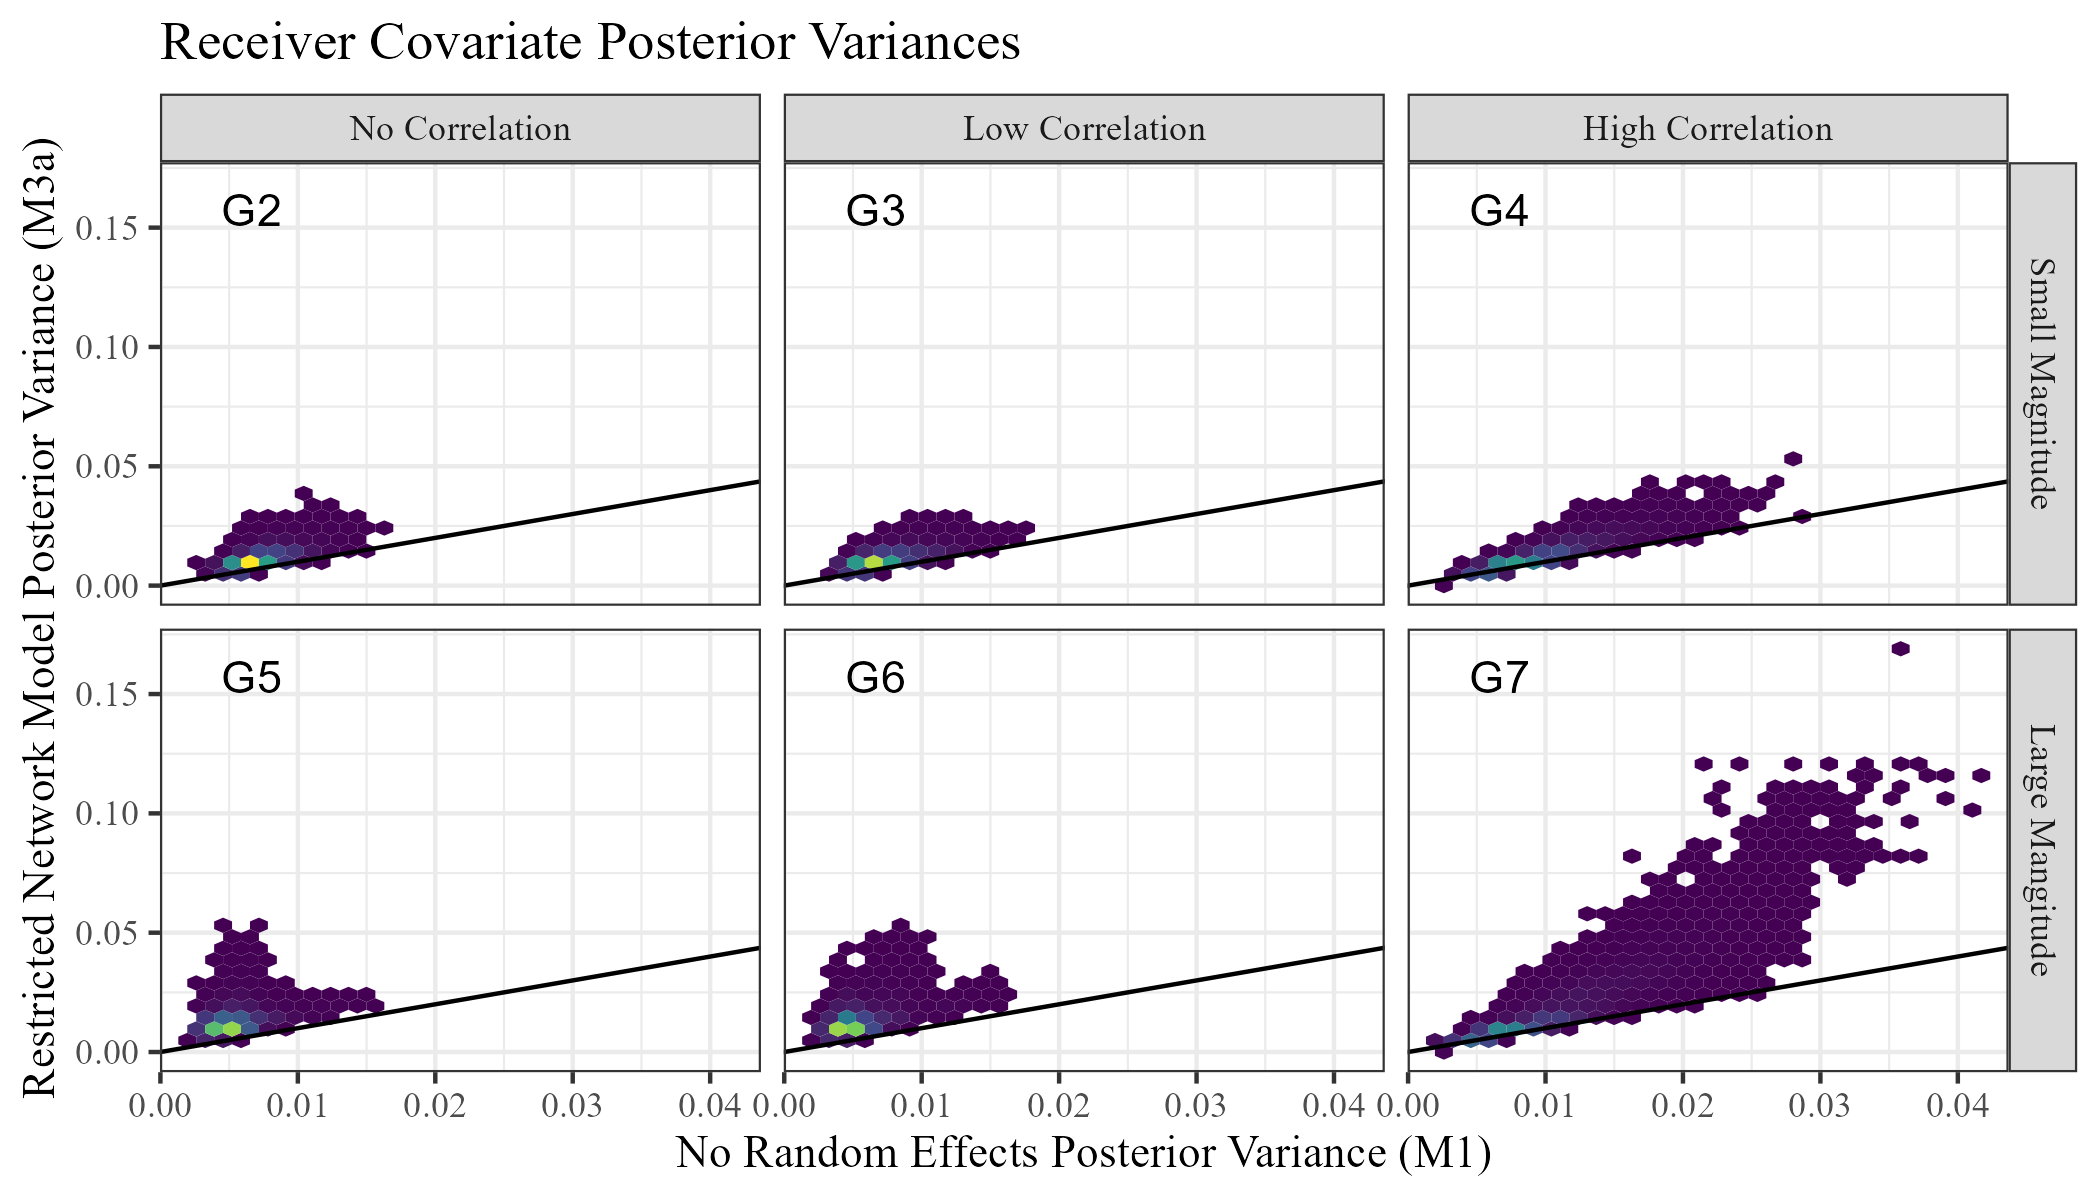 Receiver Covariate Posterior Variances
No Correlation
Low Correlation
High Correlation
Restricted Network Model Posterior Variance (M3a)
0.15
0.10
0.05
0.00
G2
G3
G4
Small Magnitude
0.15
0.10
0.05
0.00
G5
G6
G7
Large Mangitude
0.00 0.01 0.02 0.03 0.04
0.00 0.01 0.02 0.03 0.04
0.00 0.01 0.02 0.03 0.04
No Random Effects Posterior Variance (M1)